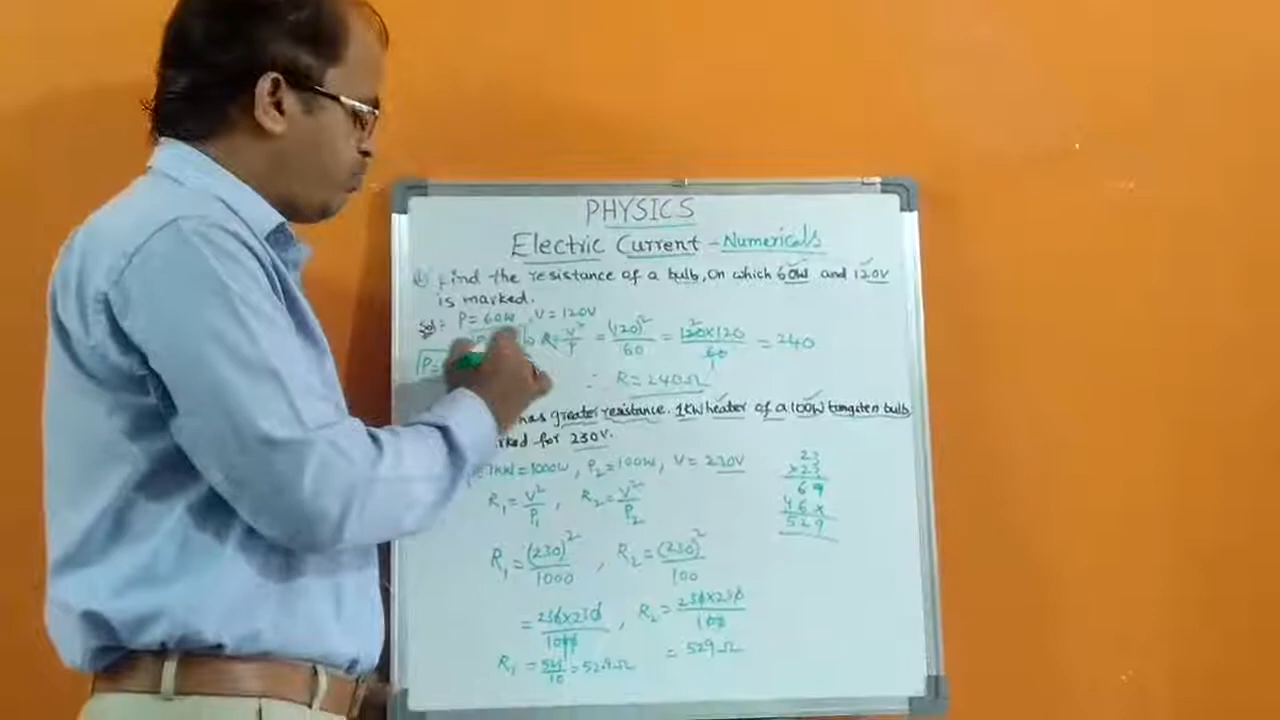 PHYSICS
Electric Current - Numericals
Find the resistance of a bulb, on which 60W and 120V
is marked.
Sol: P = 60W, V = 120V
P = R = V²/P = (120)²/60 = 120x120/60 = 240
∴ R = 240Ω
has greater resistance. 1KW heater of a 100W tungsten bulb
for 230V.
= 1KW = 1000W, P₂ = 100W, V = 230V
R₁ = V²/P₁, R₂ = V²/P₂
R₁ = (230)²/1000, R₂ = (230)²/100
= 230x230/1000, R₂ = 230x230/100
R₁ = 529/10 = 52.9Ω = 529Ω
23
x23
69
46x
529